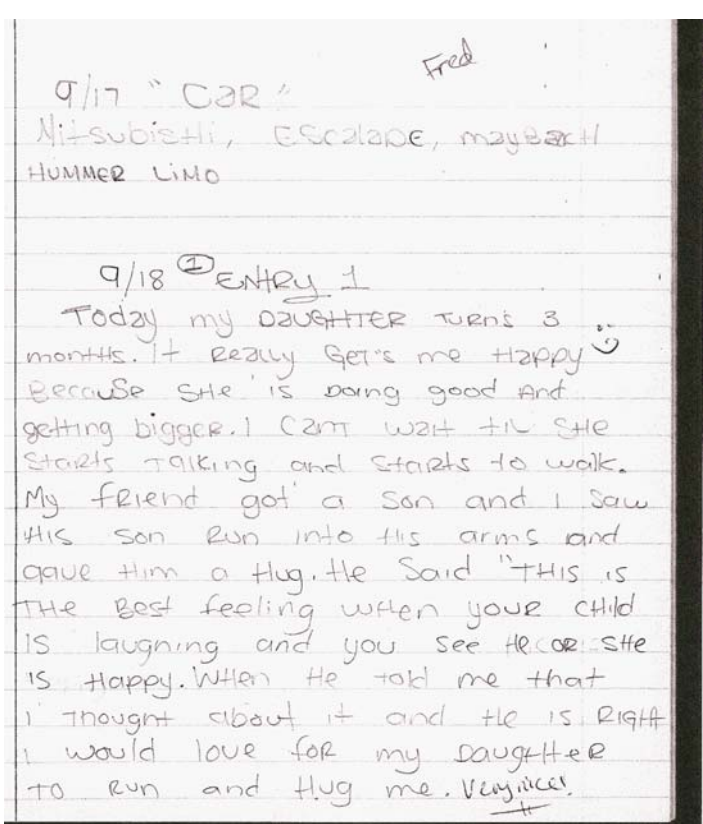 Fred
9/17 "CAR"
MitsubisHi, EScalaDE, mayBacH
HUMMER LiMO
9/18 ① ENtRy 1
Today my DaUGHTER TuRNs 3
montHs. It REaLLy GET's me Happy
BecauSe SHe is Doing good And
getting biggeR. I Can't wait til SHe
StaRts Talking and StaRts to walk.
My fRiend got a Son and I Saw
His Son Run into His arms and
gave Him a Hug. He Said "THis is
THe Best feeling wHen youR cHild
is laugning and you See He OR SHe
is Happy. WHen He told me that
i Thougnt about it and He is RiGHt
i would love foR my DaugHteR
to Run and Hug me. Very nice!